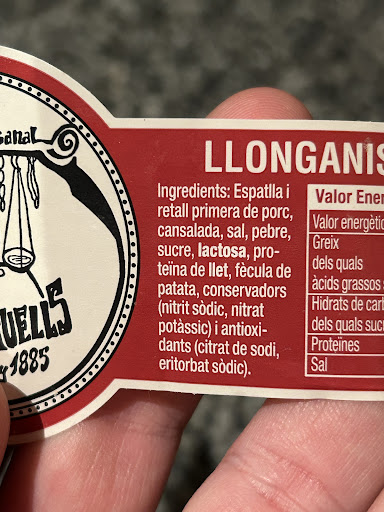 LLONGANIS
Ingredients: Espatlla i
retall primera de porc,
cansalada, sal, pebre,
sucre, lactosa, pro-
teïna de llet, fècula de
patata, conservadors
(nitrit sòdic, nitrat
potàssic) i antioxi-
dants (citrat de sodi,
eritorbat sòdic).
Valor Ener
Valor energètic
Greix
dels quals
àcids grassos s
Hidrats de carb
dels quals sucr
Proteïnes
Sal
sanal
UELLS
y 1885